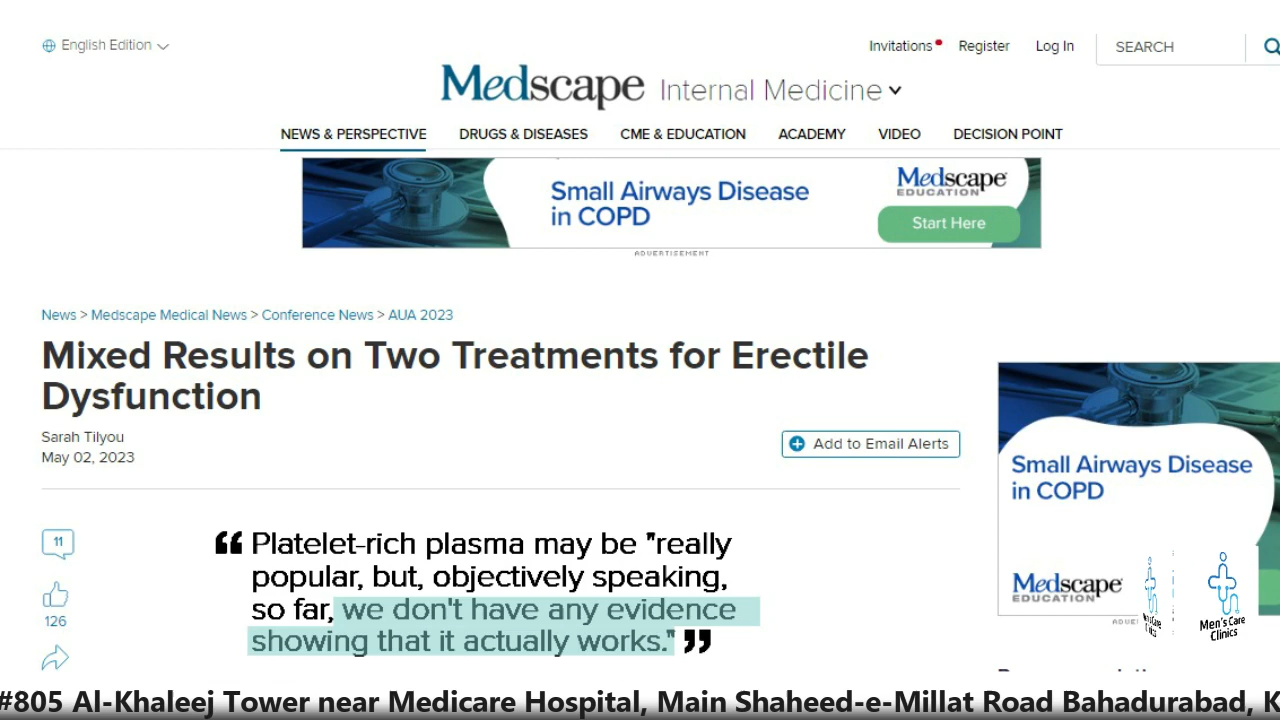 English Edition
Invitations Register Log In SEARCH
Medscape Internal Medicine
NEWS & PERSPECTIVE DRUGS & DISEASES CME & EDUCATION ACADEMY VIDEO DECISION POINT
Small Airways Disease
in COPD
Medscape
EDUCATION
Start Here
ADVERTISEMENT
News > Medscape Medical News > Conference News > AUA 2023
Mixed Results on Two Treatments for Erectile
Dysfunction
Sarah Tilyou
May 02, 2023
Add to Email Alerts
11
126
“ Platelet-rich plasma may be "really
popular, but, objectively speaking,
so far, we don't have any evidence
showing that it actually works." ”
Small Airways Disease
in COPD
Medscape
EDUCATION
Men's Care
Clinics
#805 Al-Khaleej Tower near Medicare Hospital, Main Shaheed-e-Millat Road Bahadurabad, K